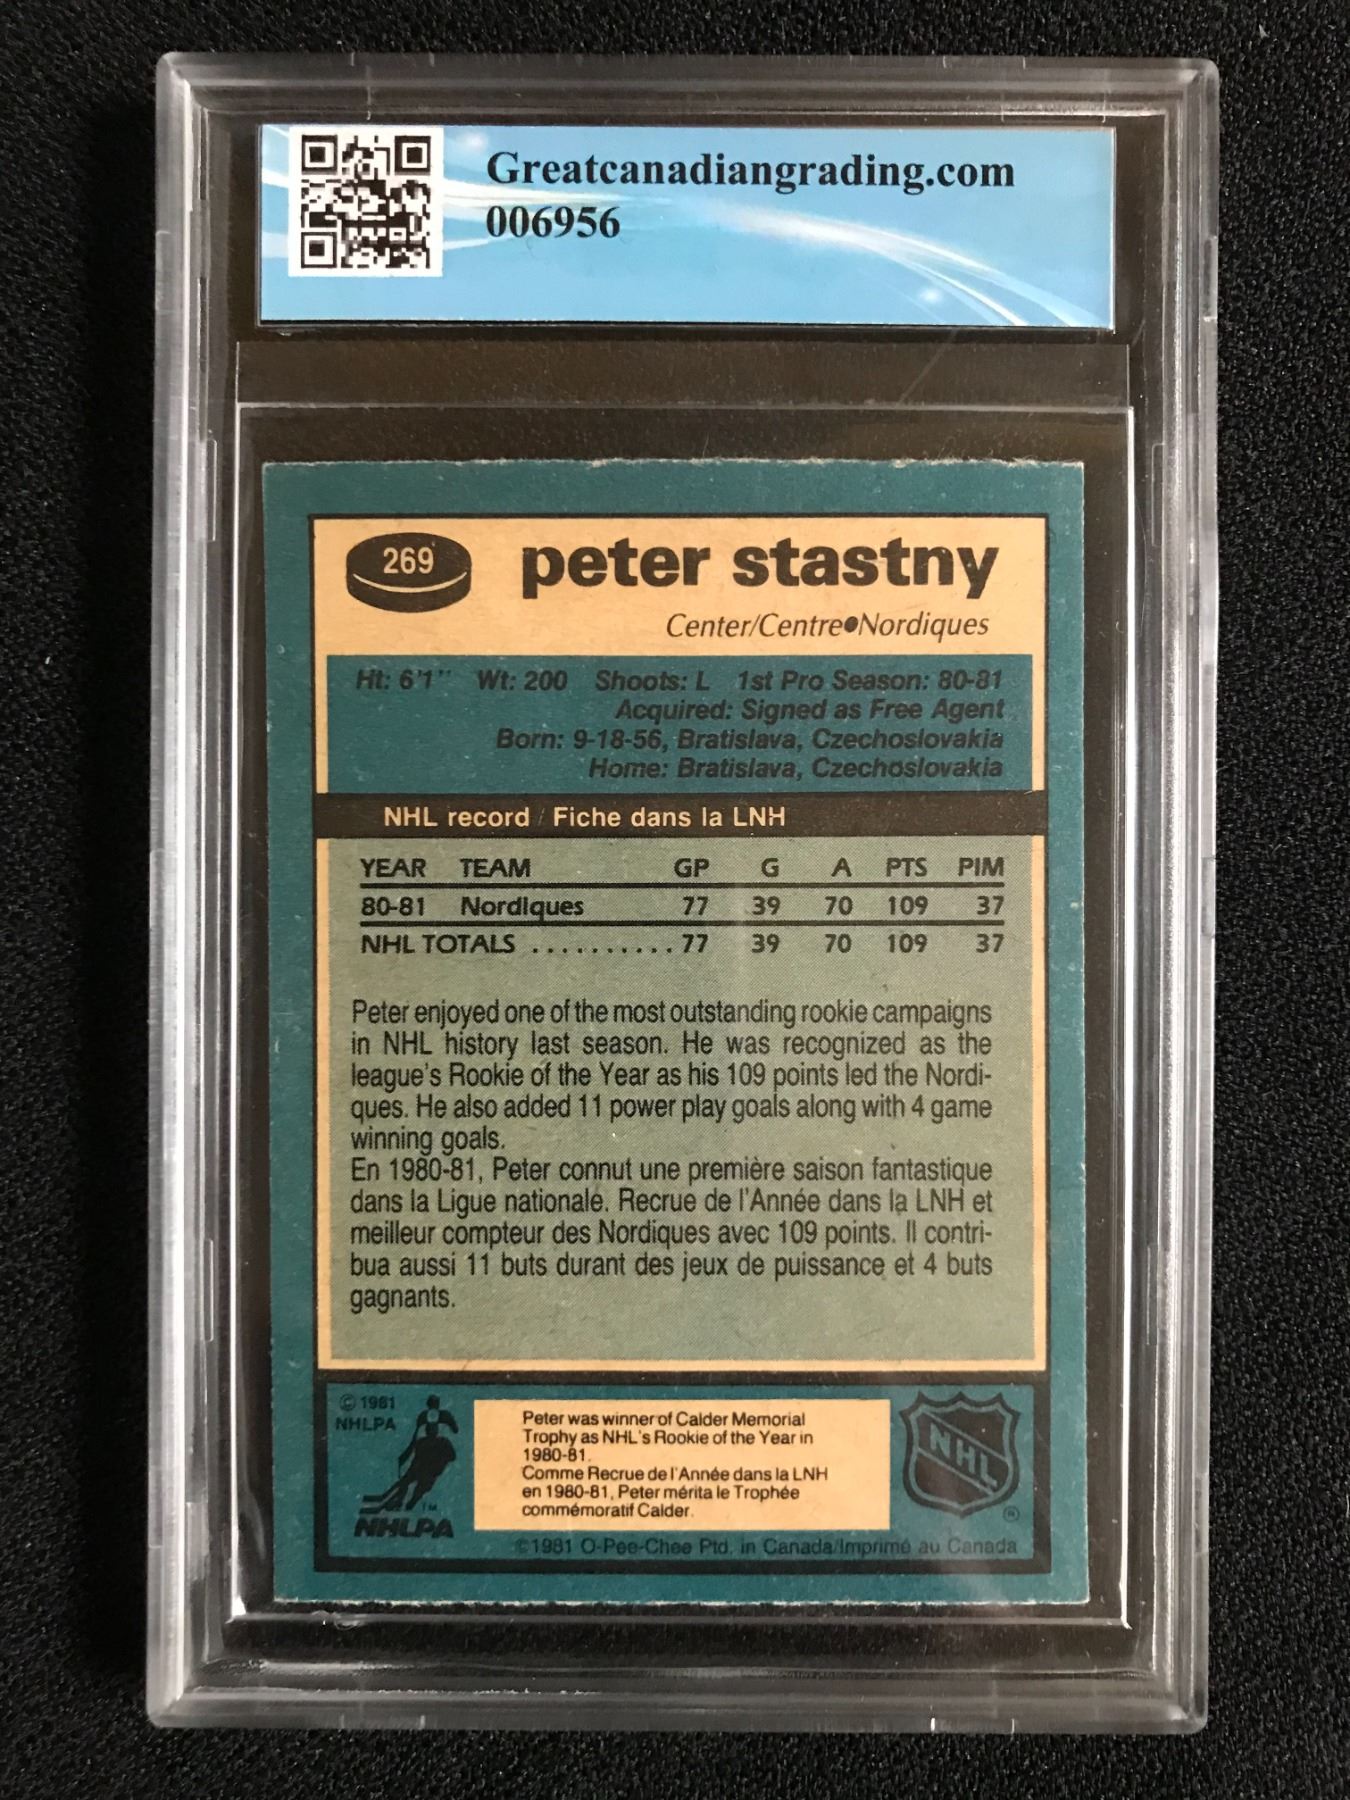 Greatcanadiangrading.com
006956
269
peter stastny
Center/Centre●Nordiques
Ht: 6'1" Wt: 200 Shoots: L 1st Pro Season: 80-81
Acquired: Signed as Free Agent
Born: 9-18-56, Bratislava, Czechoslovakia
Home: Bratislava, Czechoslovakia
NHL record / Fiche dans la LNH
YEAR TEAM GP G A PTS PIM
80-81 Nordiques 77 39 70 109 37
NHL TOTALS .......... 77 39 70 109 37
Peter enjoyed one of the most outstanding rookie campaigns
in NHL history last season. He was recognized as the
league's Rookie of the Year as his 109 points led the Nordi-
ques. He also added 11 power play goals along with 4 game
winning goals.
En 1980-81, Peter connut une première saison fantastique
dans la Ligue nationale. Recrue de l'Année dans la LNH et
meilleur compteur des Nordiques avec 109 points. Il contri-
bua aussi 11 buts durant des jeux de puissance et 4 buts
gagnants.
© 1981
NHLPA
TM
NHLPA
Peter was winner of Calder Memorial
Trophy as NHL's Rookie of the Year in
1980-81.
Comme Recrue de l'Année dans la LNH
en 1980-81, Peter mérita le Trophée
commémoratif Calder.
NHL
®
©1981 O-Pee-Chee Ptd. in Canada/Imprimé au Canada